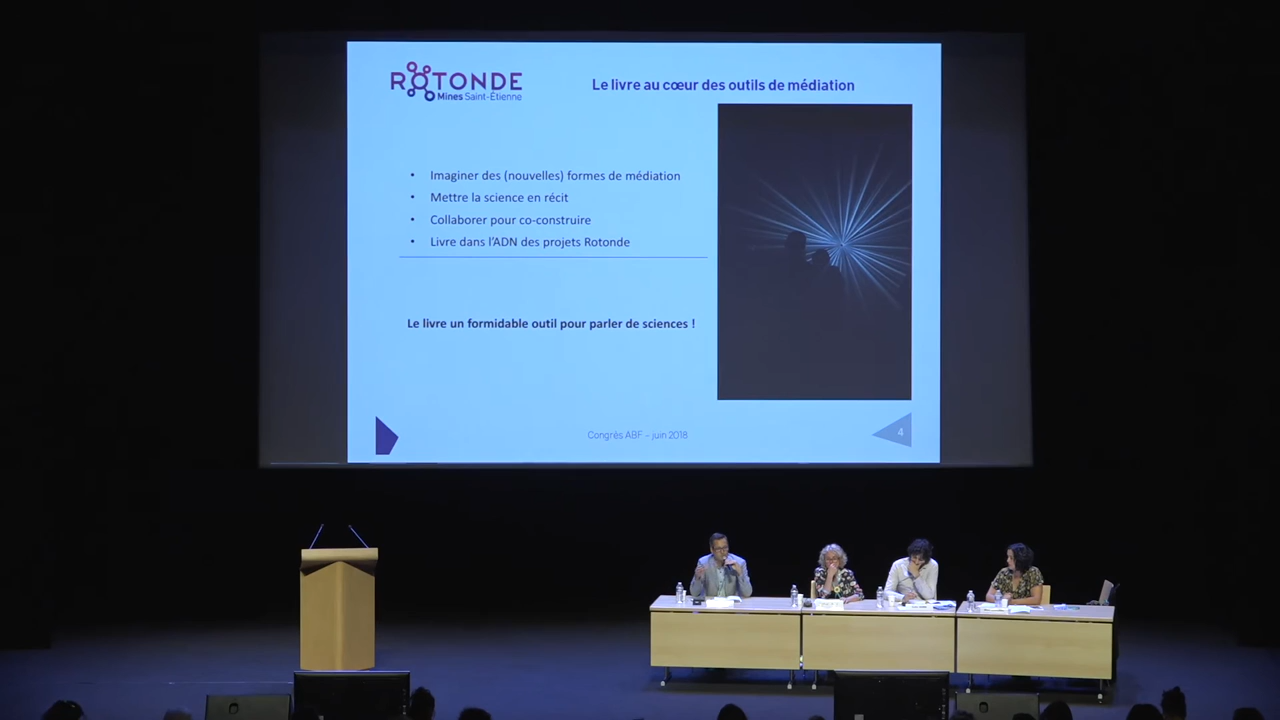 ROTONDE
Mines Saint-Étienne
Le livre au cœur des outils de médiation
• Imaginer des (nouvelles) formes de médiation
• Mettre la science en récit
• Collaborer pour co-construire
• Livre dans l'ADN des projets Rotonde
Le livre un formidable outil pour parler de sciences !
Congrès ABF – juin 2018
4